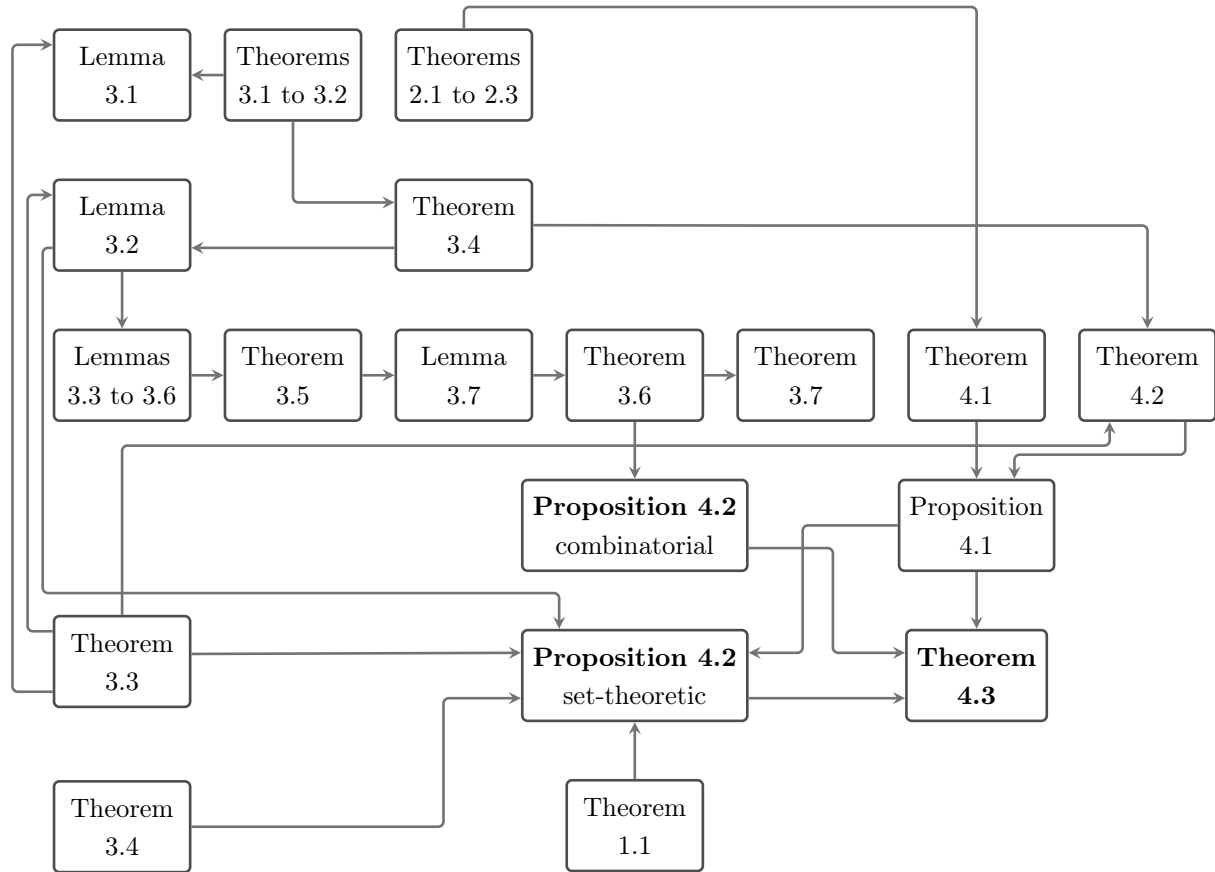 Lemma
3.1
Theorems
3.1 to 3.2
Theorems
2.1 to 2.3
Lemma
3.2
Theorem
3.4
Lemmas
3.3 to 3.6
Theorem
3.5
Lemma
3.7
Theorem
3.6
Theorem
3.7
Theorem
4.1
Theorem
4.2
Proposition 4.2
combinatorial
Proposition
4.1
Theorem
3.3
Proposition 4.2
set-theoretic
Theorem
4.3
Theorem
3.4
Theorem
1.1